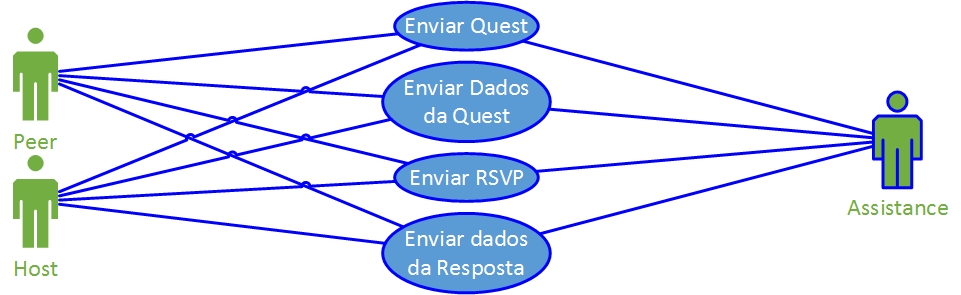 Enviar Quest
Enviar Dados
da Quest
Peer
Enviar RSVP
Assistance
Enviar dados
da Resposta
Host